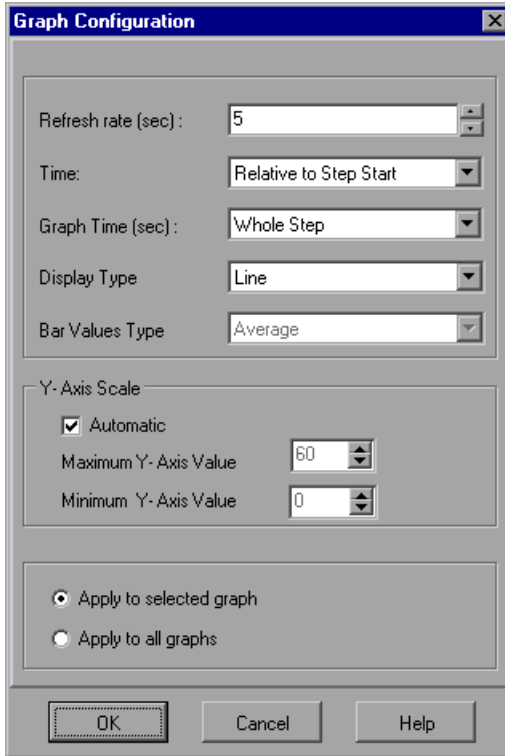 Graph Configuration
Refresh rate (sec) : 5
Time: Relative to Step Start
Graph Time (sec) : Whole Step
Display Type Line
Bar Values Type Average
Y- Axis Scale
Automatic
Maximum Y- Axis Value 60
Minimum Y- Axis Value 0
Apply to selected graph
Apply to all graphs
OK Cancel Help